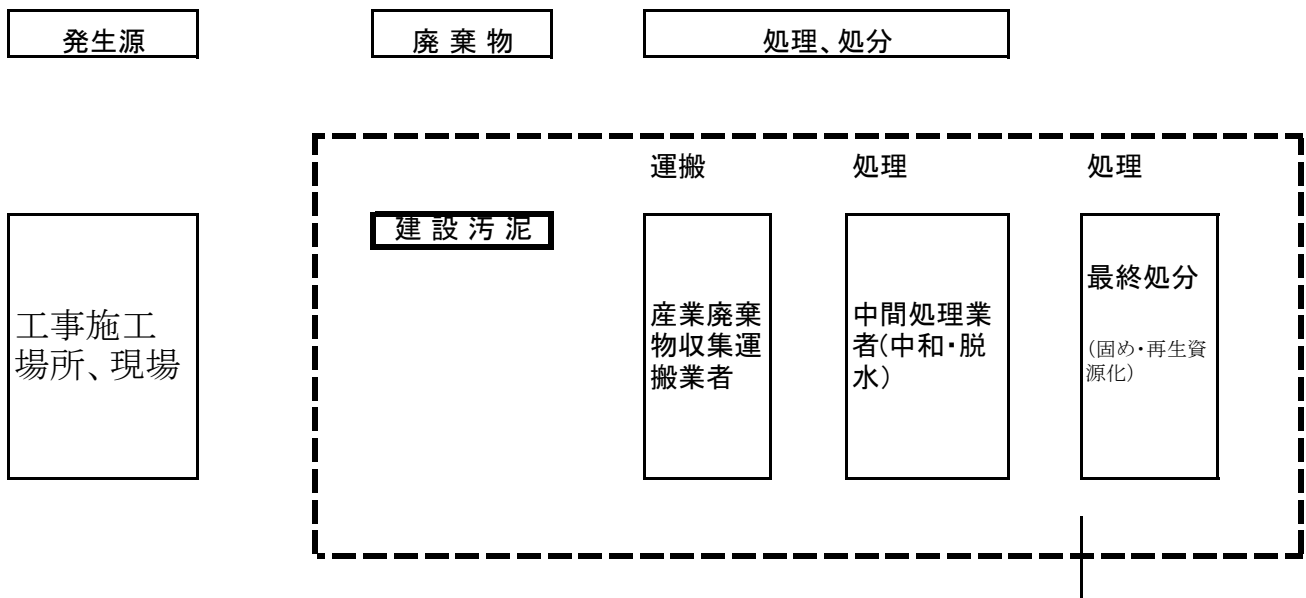 発生源
廃 棄 物
処理、処分
運搬
処理
処理
建 設 汚 泥
工事施工
場所、現場
産業廃棄
物収集運
搬業者
中間処理業
者(中和・脱
水)
最終処分
(固め・再生資
源化)